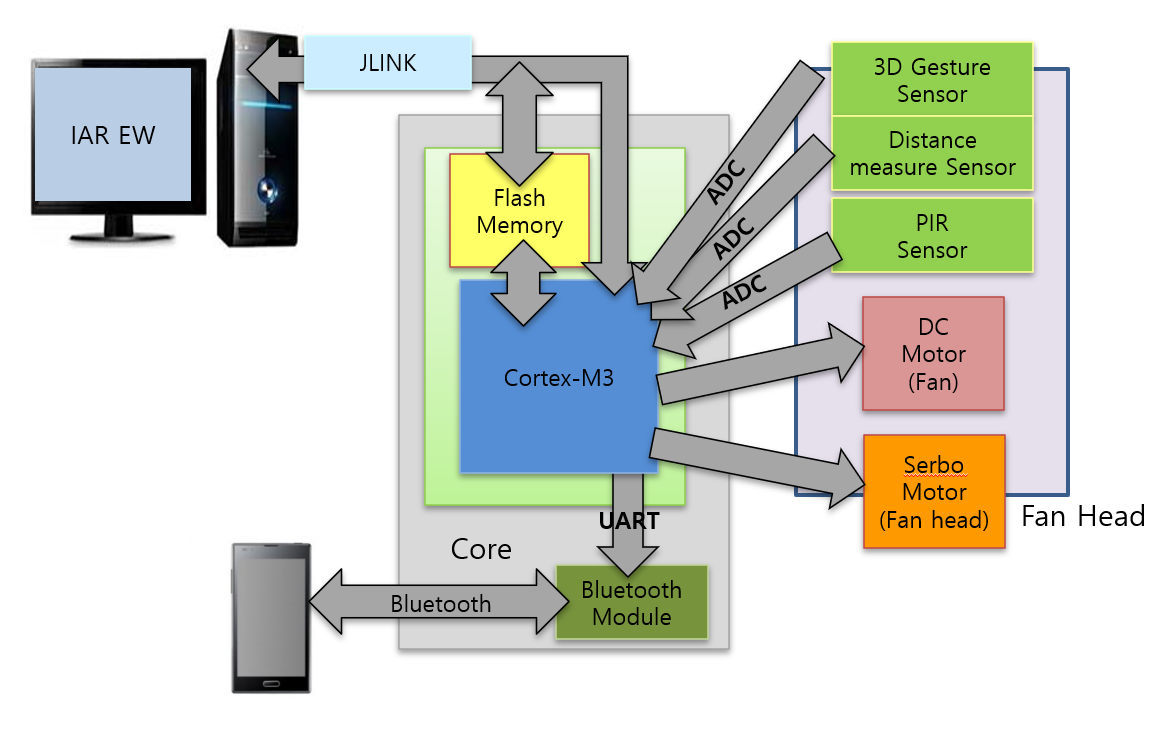 JLINK
IAR EW
3D Gesture
Sensor
Distance
measure Sensor
PIR
Sensor
ADC
ADC
ADC
Flash
Memory
Cortex-M3
DC
Motor
(Fan)
Serbo
Motor
(Fan head)
Fan Head
UART
Core
Bluetooth
Module
Bluetooth